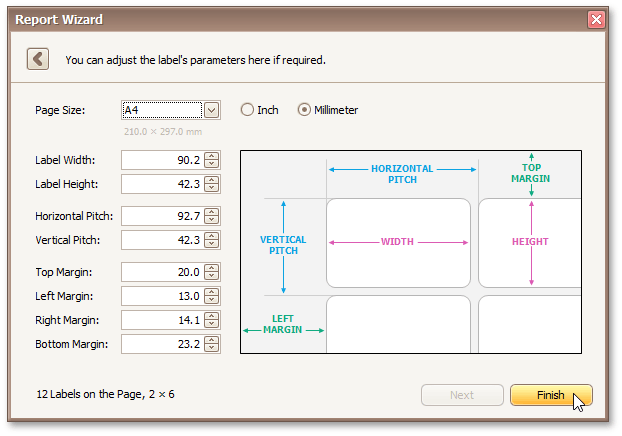 Report Wizard
You can adjust the label's parameters here if required.
Page Size: A4 Inch Millimeter
210.0 × 297.0 mm
Label Width: 90.2
Label Height: 42.3
Horizontal Pitch: 92.7
Vertical Pitch: 42.3
Top Margin: 20.0
Left Margin: 13.0
Right Margin: 14.1
Bottom Margin: 23.2
HORIZONTAL
PITCH
TOP
MARGIN
VERTICAL
PITCH
WIDTH
HEIGHT
LEFT
MARGIN
12 Labels on the Page, 2 × 6
Next
Finish